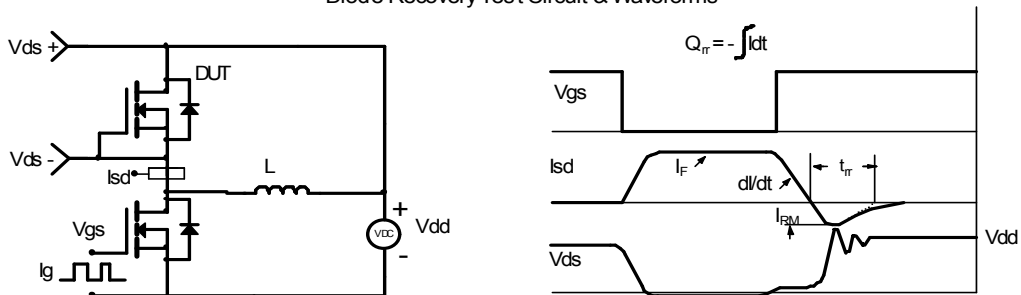 Diode Recovery Test Circuit & Waveforms
Vds +
DUT
Vds -
Isd
L
Vgs
Ig
VDC
+
-
Vdd
Qrr = - ∫Idt
Vgs
Isd
IF
dI/dt
trr
IRM
Vdd
Vds